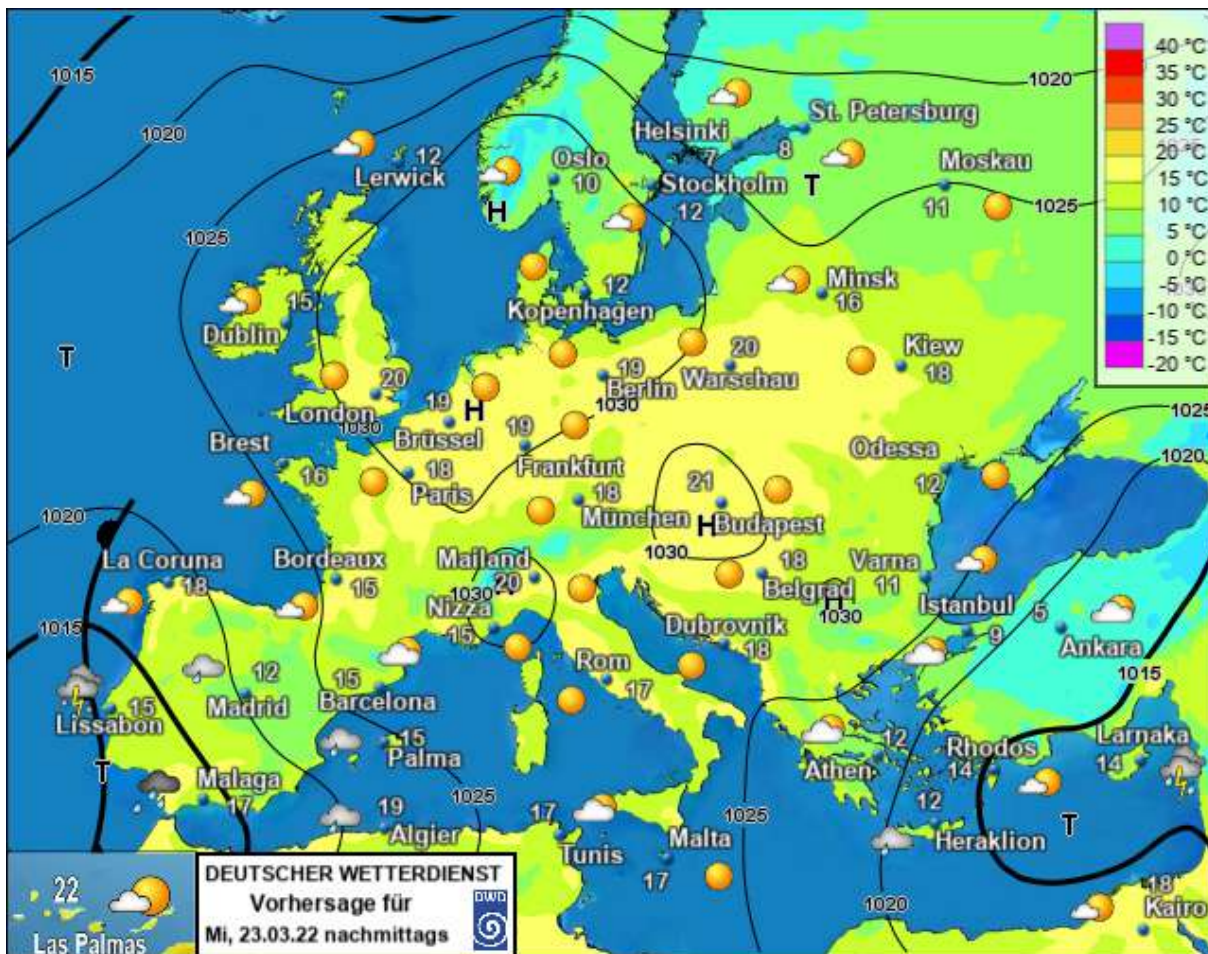 1015
1020
1025
40 °C
35 °C
30 °C
25 °C
20 °C
15 °C
10 °C
5 °C
0 °C
-5 °C
-10 °C
-15 °C
-20 °C
1020
1025
12
Lerwick
Oslo
10
Helsinki
7
St. Petersburg
8
Stockholm
12
T
Moskau
11
H
15
Dublin
12
Kopenhagen
Minsk
16
T
20
London
19
Brüssel
H
19
Berlin
20
Warschau
Kiew
18
1030
1030
1025
1020
Brest
16
18
Paris
19
Frankfurt
18
München
21
Budapest
H
1030
Odessa
12
1020
La Coruna
18
Bordeaux
15
Mailand
20
1030
Nizza
15
18
Belgrad
Varna
11
H
1030
Istanbul
9
5
Ankara
1015
1015
Lissabon
15
12
Madrid
15
Barcelona
Rom
17
Dubrovnik
18
T
Malaga
17
15
Palma
1025
19
Algier
17
Tunis
Malta
17
1025
12
Athen
Rhodos
14
Larnaka
14
12
Heraklion
T
1020
18
Kairo
22
Las Palmas
DEUTSCHER WETTERDIENST
Vorhersage für
Mi, 23.03.22 nachmittags
DWD